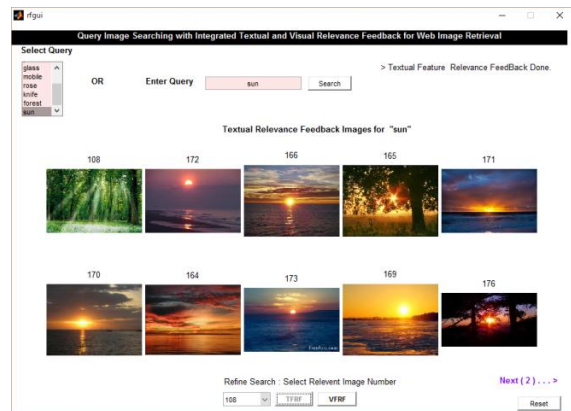 rfgui
Query Image Searching with Integrated Textual and Visual Relevance Feedback for Web Image Retrieval
Select Query
glass
mobile
rose
knife
forest
sun
OR
Enter Query
sun
Search
> Textual Feature Relevance FeedBack Done.
Textual Relevance Feedback Images for "sun"
108 172 166 165 171
170 164 173 169 176
Refine Search : Select Relevent Image Number
108
TFRF
VFRF
Next ( 2 ) . . . >
Reset